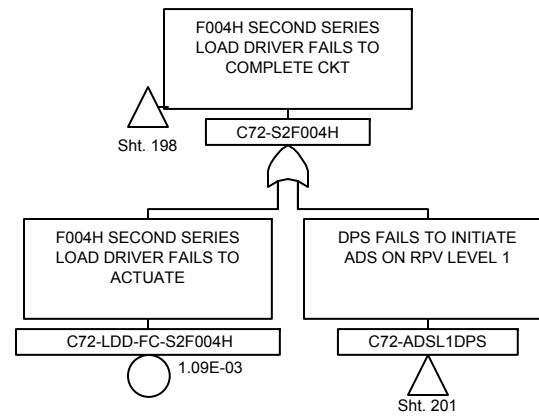 F004H SECOND SERIES
LOAD DRIVER FAILS TO
COMPLETE CKT
Sht. 198
C72-S2F004H
F004H SECOND SERIES
LOAD DRIVER FAILS TO
ACTUATE
C72-LDD-FC-S2F004H
1.09E-03
DPS FAILS TO INITIATE
ADS ON RPV LEVEL 1
C72-ADSL1DPS
Sht. 201